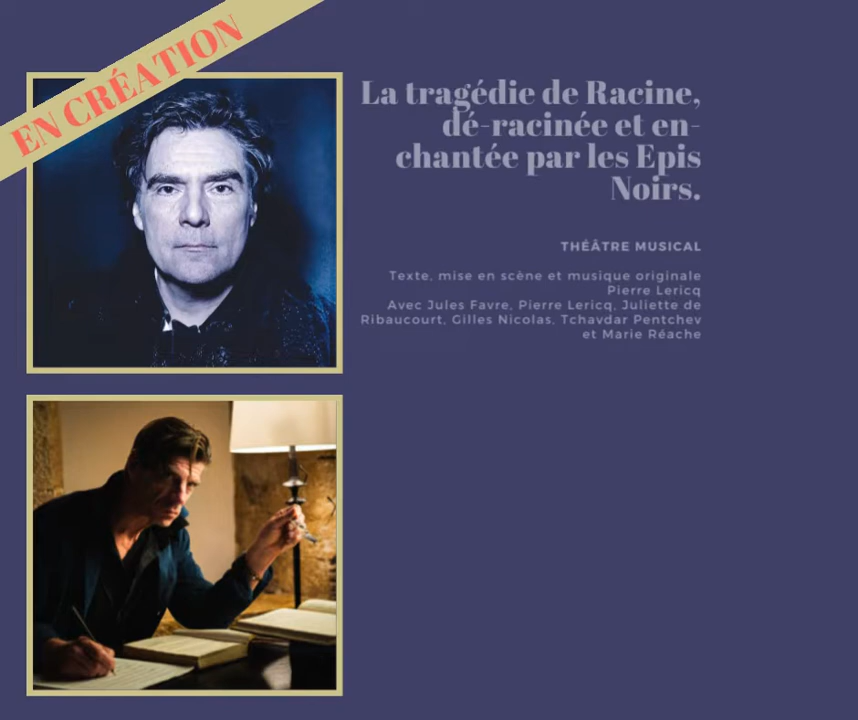 EN CRÉATION
La tragédie de Racine,
dé-racinée et en-
chantée par les Epis
Noirs.
THÉÂTRE MUSICAL
Texte, mise en scène et musique originale
Pierre Lericq
Avec Jules Favre, Pierre Lericq, Juliette de
Ribaucourt, Gilles Nicolas, Tchavdar Pentchev
et Marie Réache